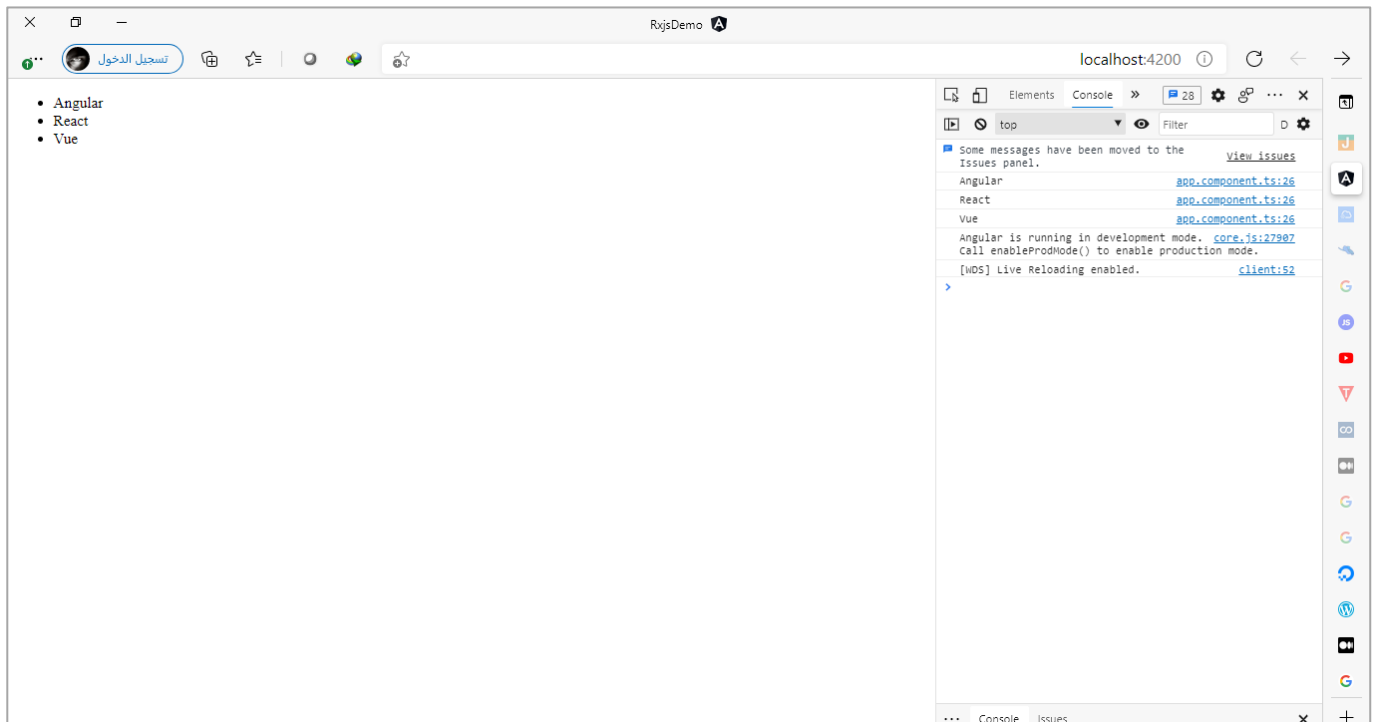 RxjsDemo
تسجيل الدخول
localhost:4200
Angular
React
Vue
Elements Console 28
top Filter D
Some messages have been moved to the Issues panel. View issues
Angular app.component.ts:26
React app.component.ts:26
Vue app.component.ts:26
Angular is running in development mode. core.js:27907
Call enableProdMode() to enable production mode.
[WDS] Live Reloading enabled. client:52
Console Issues